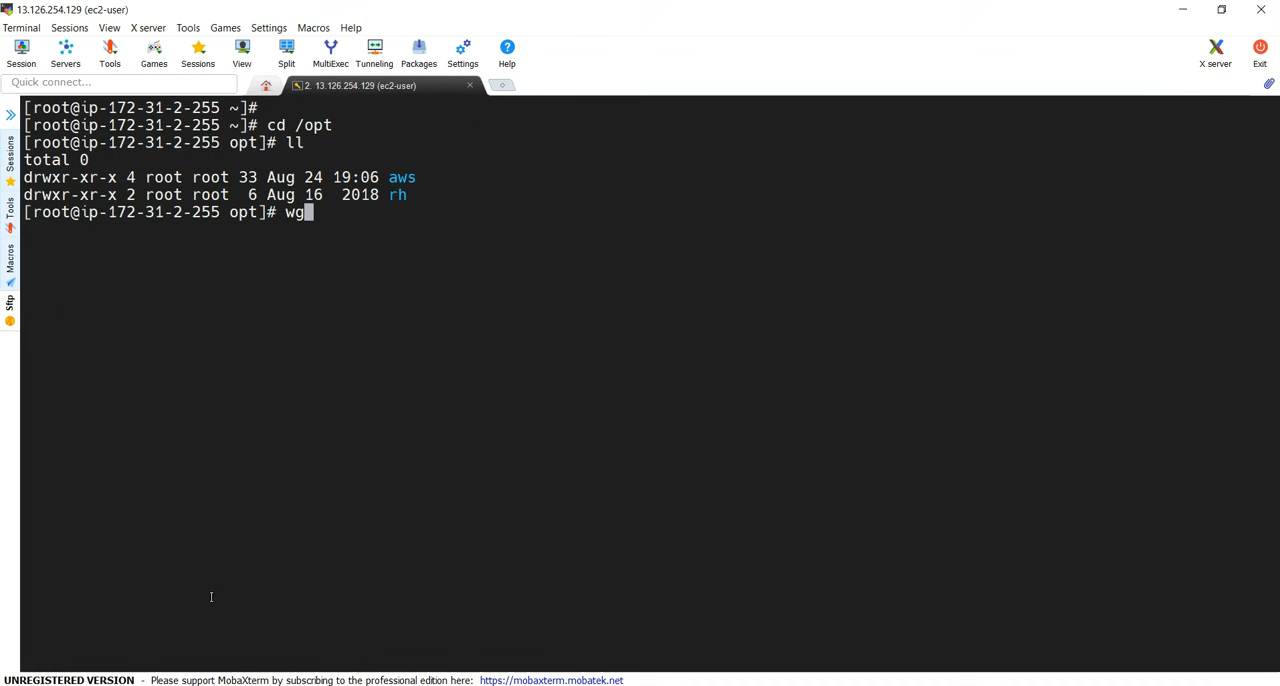 13.126.254.129 (ec2-user)
Terminal Sessions View X server Tools Games Settings Macros Help
Session Servers Tools Games Sessions View Split MultiExec Tunneling Packages Settings Help X server Exit
Quick connect...
2. 13.126.254.129 (ec2-user)
[root@ip-172-31-2-255 ~]#
[root@ip-172-31-2-255 ~]# cd /opt
[root@ip-172-31-2-255 opt]# ll
total 0
drwxr-xr-x 4 root root 33 Aug 24 19:06 aws
drwxr-xr-x 2 root root  6 Aug 16  2018 rh
[root@ip-172-31-2-255 opt]# wg
Sessions
Tools
Macros
Sftp
UNREGISTERED VERSION - Please support MobaXterm by subscribing to the professional edition here: https://mobaxterm.mobatek.net